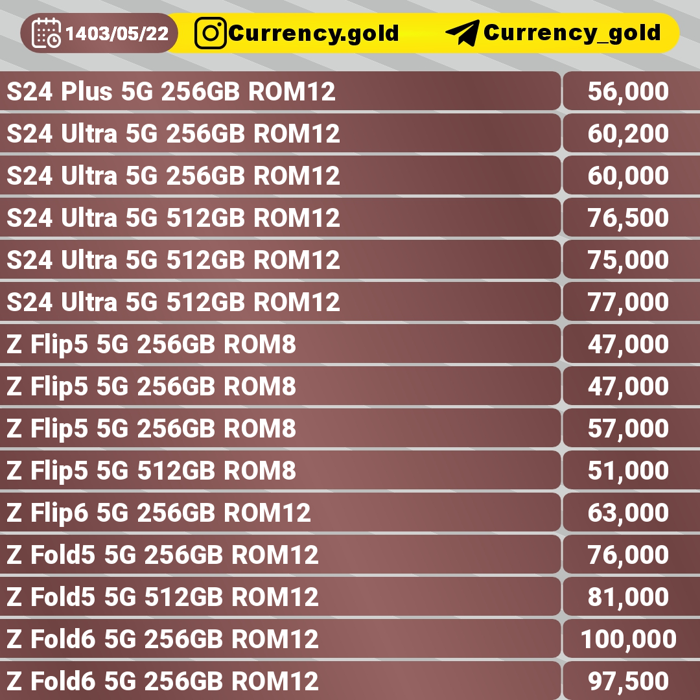 1403/05/22 Currency.gold Currency_gold
S24 Plus 5G 256GB ROM12 56,000
S24 Ultra 5G 256GB ROM12 60,200
S24 Ultra 5G 256GB ROM12 60,000
S24 Ultra 5G 512GB ROM12 76,500
S24 Ultra 5G 512GB ROM12 75,000
S24 Ultra 5G 512GB ROM12 77,000
Z Flip5 5G 256GB ROM8 47,000
Z Flip5 5G 256GB ROM8 47,000
Z Flip5 5G 256GB ROM8 57,000
Z Flip5 5G 512GB ROM8 51,000
Z Flip6 5G 256GB ROM12 63,000
Z Fold5 5G 256GB ROM12 76,000
Z Fold5 5G 512GB ROM12 81,000
Z Fold6 5G 256GB ROM12 100,000
Z Fold6 5G 256GB ROM12 97,500